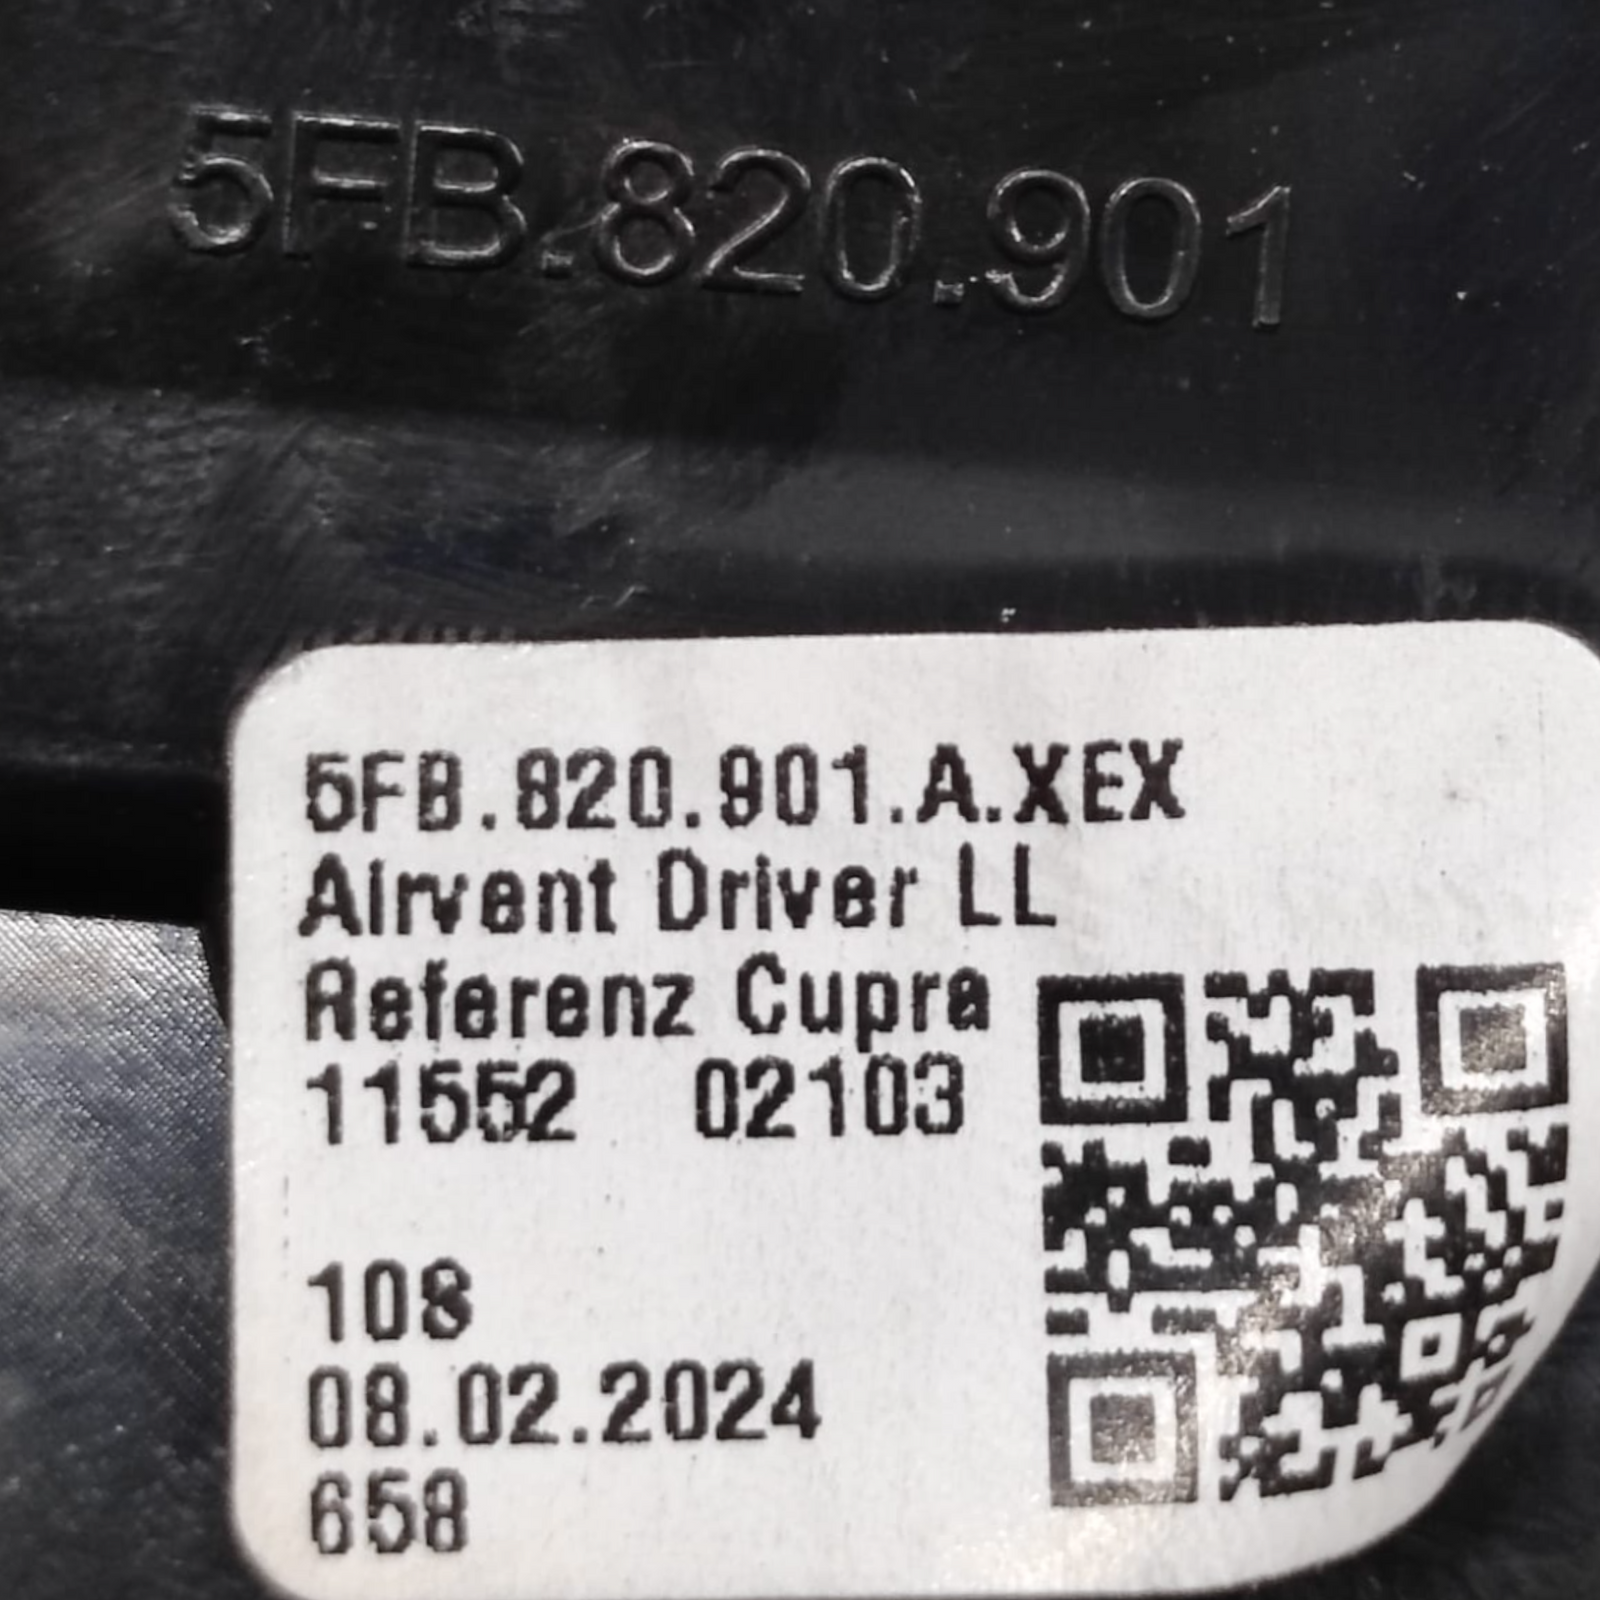 5FB.820.901
5FB.820.901.A.XEX
Airvent Driver LL
Referenz Cupra
11552 02103
108
08.02.2024
658